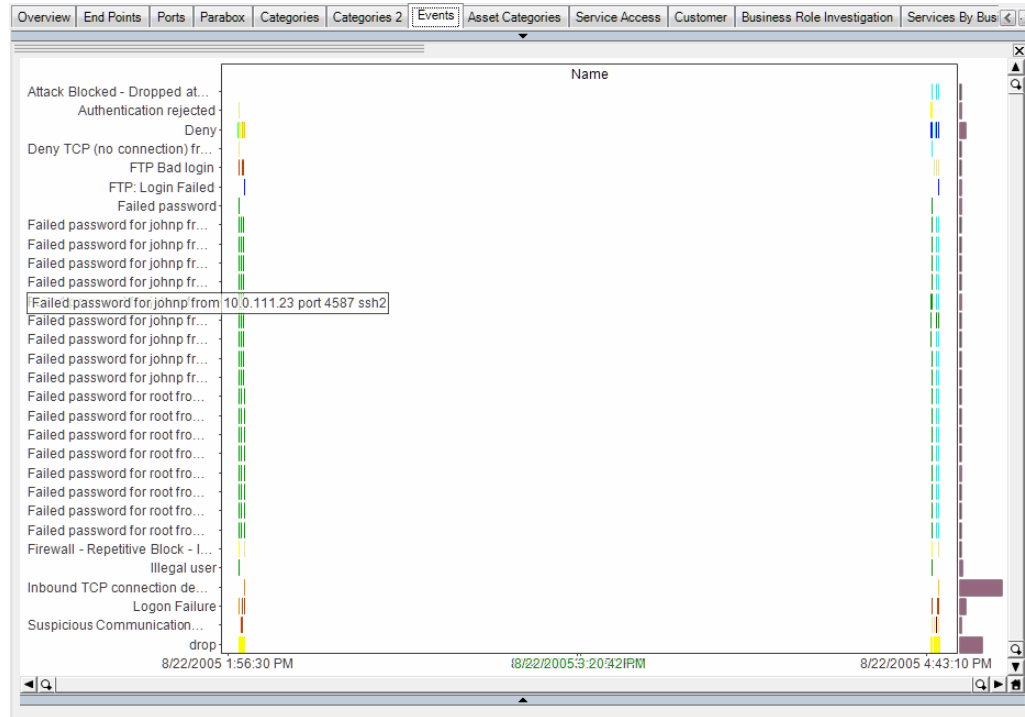 Overview End Points Ports Parabox Categories Categories 2 Events Asset Categories Service Access Customer Business Role Investigation Services By Busi
Name
Attack Blocked - Dropped at...
Authentication rejected
Deny
Deny TCP (no connection) fr...
FTP Bad login
FTP: Login Failed
Failed password
Failed password for johnp fr...
Failed password for johnp fr...
Failed password for johnp fr...
Failed password for johnp fr...
Failed password for johnp from 10.0.111.23 port 4587 ssh2
Failed password for johnp fr...
Failed password for johnp fr...
Failed password for johnp fr...
Failed password for johnp fr...
Failed password for root fro...
Failed password for root fro...
Failed password for root fro...
Failed password for root fro...
Failed password for root fro...
Failed password for root fro...
Failed password for root fro...
Failed password for root fro...
Firewall - Repetitive Block - I...
Illegal user
Inbound TCP connection de...
Logon Failure
Suspicious Communication...
drop
8/22/2005 1:56:30 PM 8/22/2005 4:43:10 PM